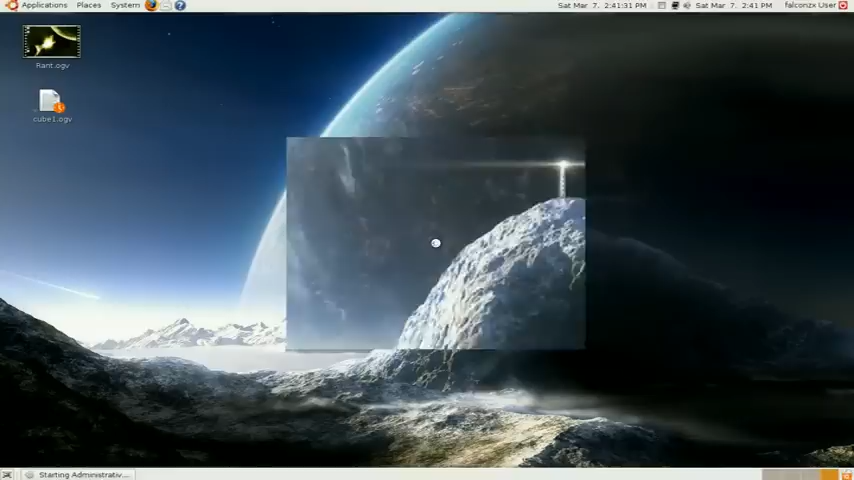 Applications Places System Sat Mar 7, 2:41:31 PM Sat Mar 7, 2:41 PM falconzx User
Rant.ogv
cube1.ogv
Starting Administrativ...